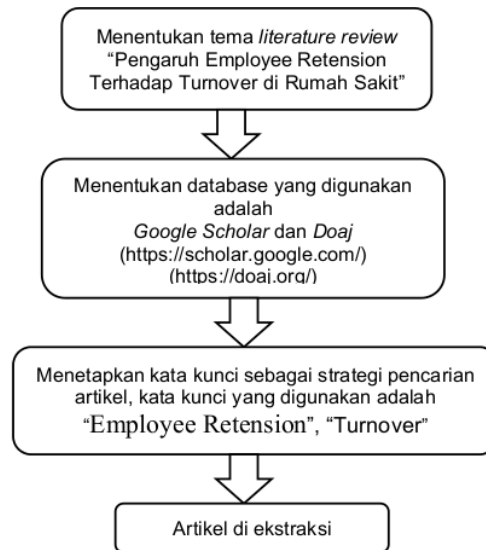 Menentukan tema literature review
“Pengaruh Employee Retension
Terhadap Turnover di Rumah Sakit”
Menentukan database yang digunakan
adalah
Google Scholar dan Doaj
(https://scholar.google.com/)
(https://doaj.org/)
Menetapkan kata kunci sebagai strategi pencarian
artikel, kata kunci yang digunakan adalah
“Employee Retension”, “Turnover”
Artikel di ekstraksi